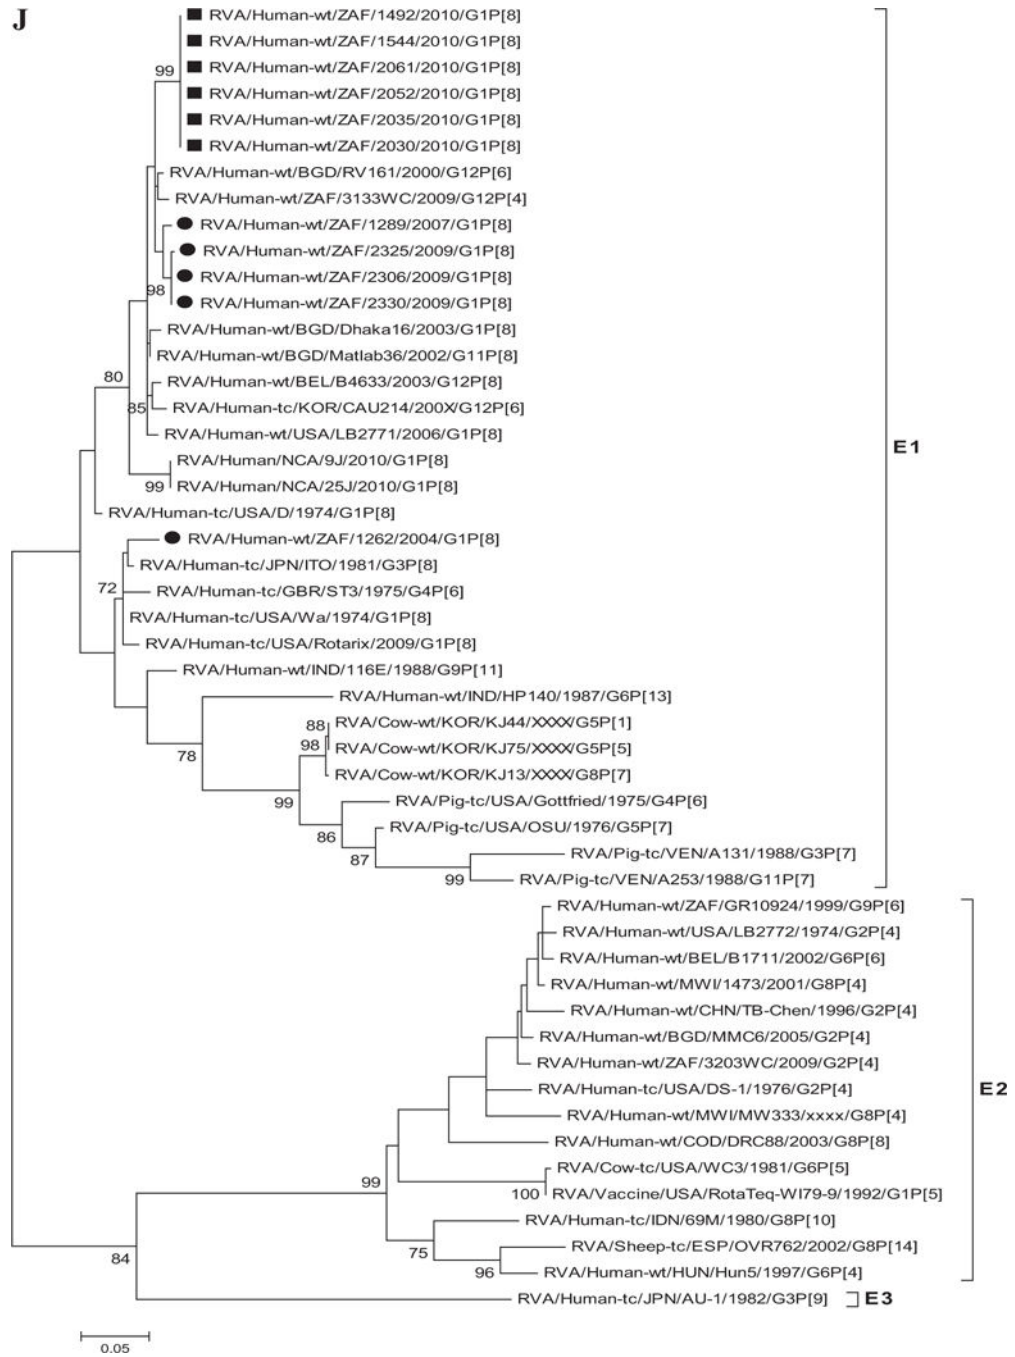 J
RVA/Human-wt/ZAF/1492/2010/G1P[8]
RVA/Human-wt/ZAF/1544/2010/G1P[8]
99
RVA/Human-wt/ZAF/2061/2010/G1P[8]
RVA/Human-wt/ZAF/2052/2010/G1P[8]
RVA/Human-wt/ZAF/2035/2010/G1P[8]
RVA/Human-wt/ZAF/2030/2010/G1P[8]
RVA/Human-wt/BGD/RV161/2000/G12P[6]
RVA/Human-wt/ZAF/3133WC/2009/G12P[4]
RVA/Human-wt/ZAF/1289/2007/G1P[8]
RVA/Human-wt/ZAF/2325/2009/G1P[8]
RVA/Human-wt/ZAF/2306/2009/G1P[8]
98
RVA/Human-wt/ZAF/2330/2009/G1P[8]
RVA/Human-wt/BGD/Dhaka16/2003/G1P[8]
RVA/Human-wt/BGD/Matlab36/2002/G11P[8]
80
RVA/Human-wt/BEL/B4633/2003/G12P[8]
85
RVA/Human-tc/KOR/CAU214/200X/G12P[6]
RVA/Human-wt/USA/LB2771/2006/G1P[8]
E1
RVA/Human/NCA/9J/2010/G1P[8]
99
RVA/Human/NCA/25J/2010/G1P[8]
RVA/Human-tc/USA/D/1974/G1P[8]
RVA/Human-wt/ZAF/1262/2004/G1P[8]
RVA/Human-tc/JPN/ITO/1981/G3P[8]
72
RVA/Human-tc/GBR/ST3/1975/G4P[6]
RVA/Human-tc/USA/Wa/1974/G1P[8]
RVA/Human-tc/USA/Rotarix/2009/G1P[8]
RVA/Human-wt/IND/116E/1988/G9P[11]
RVA/Human-wt/IND/HP140/1987/G6P[13]
88
RVA/Cow-wt/KOR/KJ44/XXXX/G5P[1]
98
RVA/Cow-wt/KOR/KJ75/XXXX/G5P[5]
78
RVA/Cow-wt/KOR/KJ13/XXXX/G8P[7]
99
RVA/Pig-tc/USA/Gottfried/1975/G4P[6]
86
RVA/Pig-tc/USA/OSU/1976/G5P[7]
87
RVA/Pig-tc/VEN/A131/1988/G3P[7]
99
RVA/Pig-tc/VEN/A253/1988/G11P[7]
RVA/Human-wt/ZAF/GR10924/1999/G9P[6]
RVA/Human-wt/USA/LB2772/1974/G2P[4]
RVA/Human-wt/BEL/B1711/2002/G6P[6]
RVA/Human-wt/MWI/1473/2001/G8P[4]
RVA/Human-wt/CHN/TB-Chen/1996/G2P[4]
RVA/Human-wt/BGD/MMC6/2005/G2P[4]
RVA/Human-wt/ZAF/3203WC/2009/G2P[4]
RVA/Human-tc/USA/DS-1/1976/G2P[4]
E2
RVA/Human-wt/MWI/MW333/xxxx/G8P[4]
RVA/Human-wt/COD/DRC88/2003/G8P[8]
RVA/Cow-tc/USA/WC3/1981/G6P[5]
99
100
RVA/Vaccine/USA/RotaTeq-WI79-9/1992/G1P[5]
RVA/Human-tc/IDN/69M/1980/G8P[10]
75
RVA/Sheep-tc/ESP/OVR762/2002/G8P[14]
84
96
RVA/Human-wt/HUN/Hun5/1997/G6P[4]
RVA/Human-tc/JPN/AU-1/1982/G3P[9]
E3
0.05